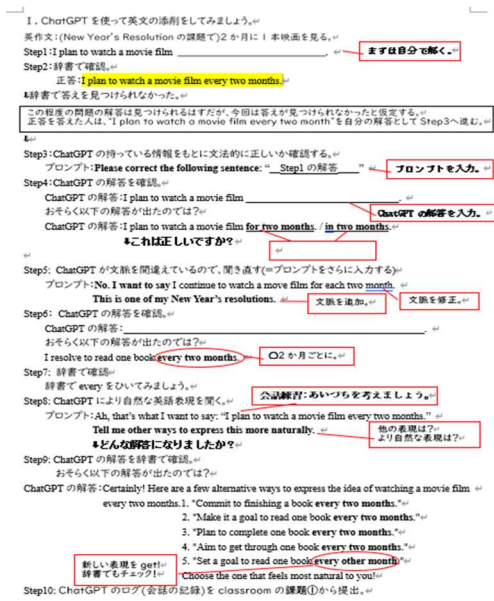 Ⅰ．ChatGPT を使って英文の添削をしてみましょう。
英作文：(New Year's Resolution の課題で)2 か月に 1 本映画を見る。
Step1：I plan to watch a movie film ______________.
まずは自分で解く。
Step2：辞書で確認。
正答：I plan to watch a movie film every two months.
⬇辞書で答えを見つけられなかった。
この程度の問題の解答は見つけられるはずだが、今回は答えが見つけられなかったと仮定する。
正答を答えた人は、"I plan to watch a movie film every two month"を自分の解答として Step3へ進む。
⬇
Step3：ChatGPT の持っている情報をもとに文法的に正しいか確認する。
プロンプト：Please correct the following sentence: "＿Step1 の解答＿"
プロンプトを入力。
Step4：ChatGPT の解答を確認。
ChatGPT の解答：I plan to watch a movie film ______________.
ChatGPT の解答を入力。
おそらく以下の解答が出たのでは？
ChatGPT の解答：I plan to watch a movie film for two months. / in two months.
⬇これは正しいですか？
Step5: ChatGPT が文脈を間違えているので、聞き直す(=プロンプトをさらに入力する)
プロンプト：No. I want to say I continue to watch a movie film for each two month.
This is one of my New Year's resolutions.
文脈を追加。
文脈を修正。
Step6： ChatGPT の解答を確認。
ChatGPT の解答：______________.
おそらく以下の解答が出たのでは？
I resolve to read one book every two months.
〇2 か月ごとに。
Step7： 辞書で確認
辞書で every をひいてみましょう。
Step8： ChatGPT により自然な英語表現を聞く。
会話練習：あいづちを考えましょう。
プロンプト：Ah, that's what I want to say: "I plan to watch a movie film every two months."
Tell me other ways to express this more naturally.
他の表現は？
より自然な表現は？
⬇どんな解答になりましたか？
Step9： ChatGPT の解答を辞書で確認。
おそらく以下の解答が出たのでは？
ChatGPT の解答：Certainly! Here are a few alternative ways to express the idea of watching a movie film
every two months.1. "Commit to finishing a book every two months."
2. "Make it a goal to read one book every two months."
3. "Plan to complete one book every two months."
4. "Aim to get through one book every two months."
5. "Set a goal to read one book every other month."
新しい表現を get!
辞書でもチェック!
Choose the one that feels most natural to you!
Step10： ChatGPT のログ(会話の記録)を classroom の課題①から提出。